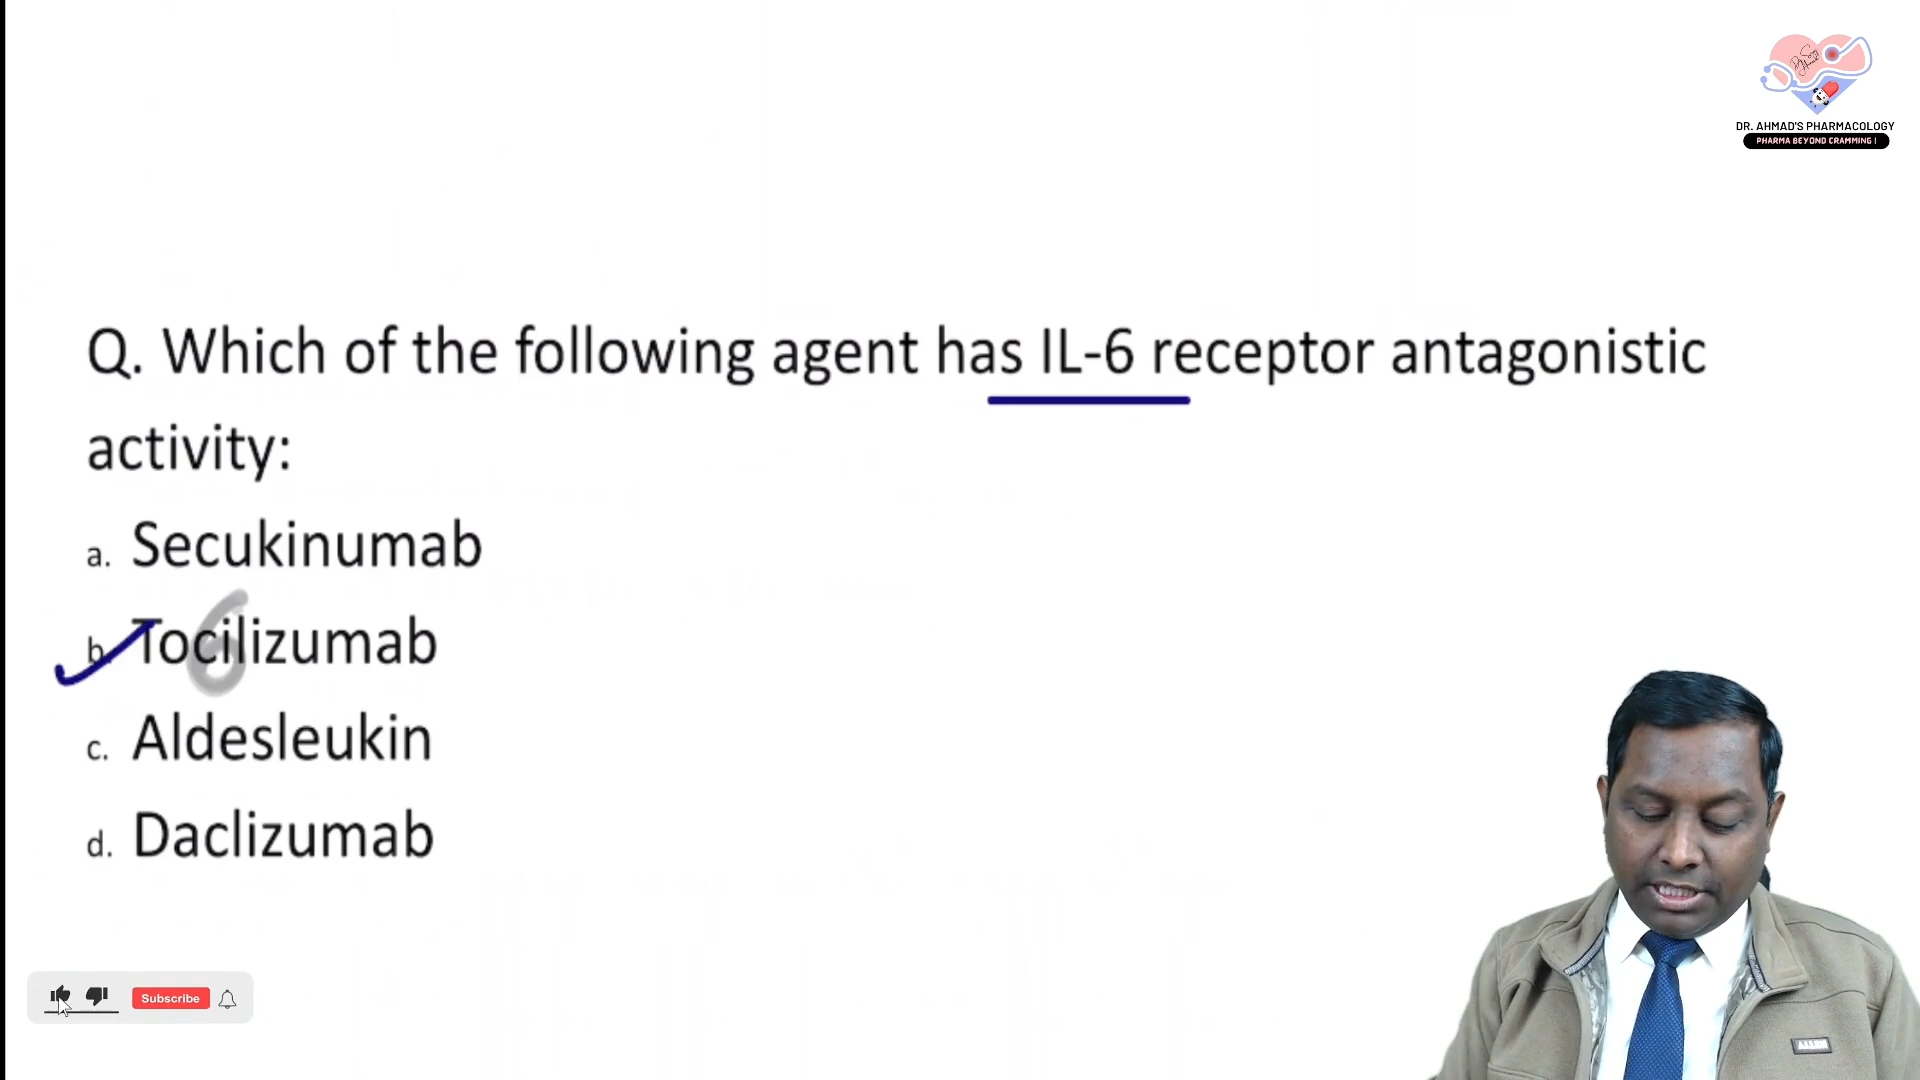 DR. AHMAD'S PHARMACOLOGY
PHARMA BEYOND CRAMMING !
Q. Which of the following agent has IL-6 receptor antagonistic
activity:
a. Secukinumab
b. Tocilizumab
6
c. Aldesleukin
d. Daclizumab
Subscribe
ALLEN